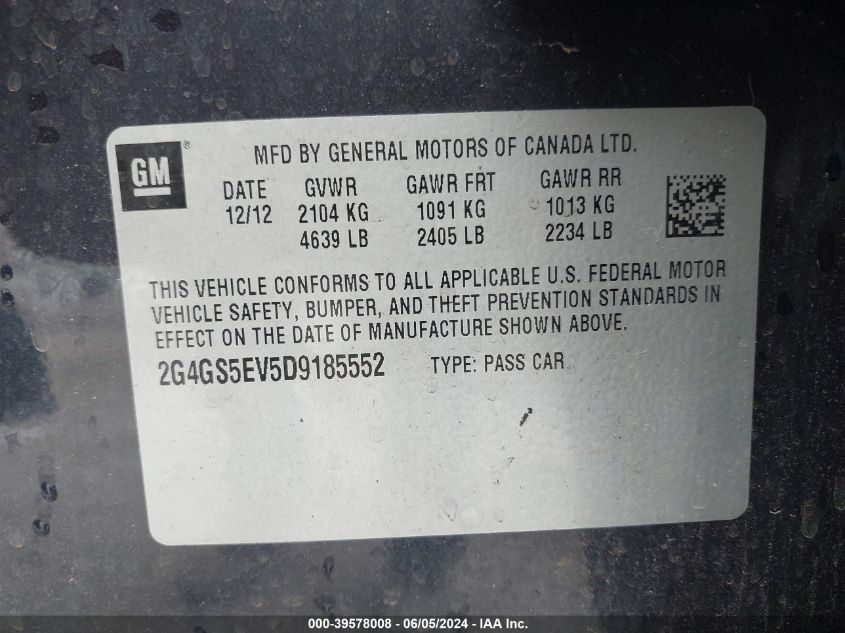 GM®
MFD BY GENERAL MOTORS OF CANADA LTD.
DATE GVWR GAWR FRT GAWR RR
12/12 2104 KG 1091 KG 1013 KG
4639 LB 2405 LB 2234 LB
THIS VEHICLE CONFORMS TO ALL APPLICABLE U.S. FEDERAL MOTOR
VEHICLE SAFETY, BUMPER, AND THEFT PREVENTION STANDARDS IN
EFFECT ON THE DATE OF MANUFACTURE SHOWN ABOVE.
2G4GS5EV5D9185552 TYPE: PASS CAR
000-39578008 - 06/05/2024 - IAA Inc.